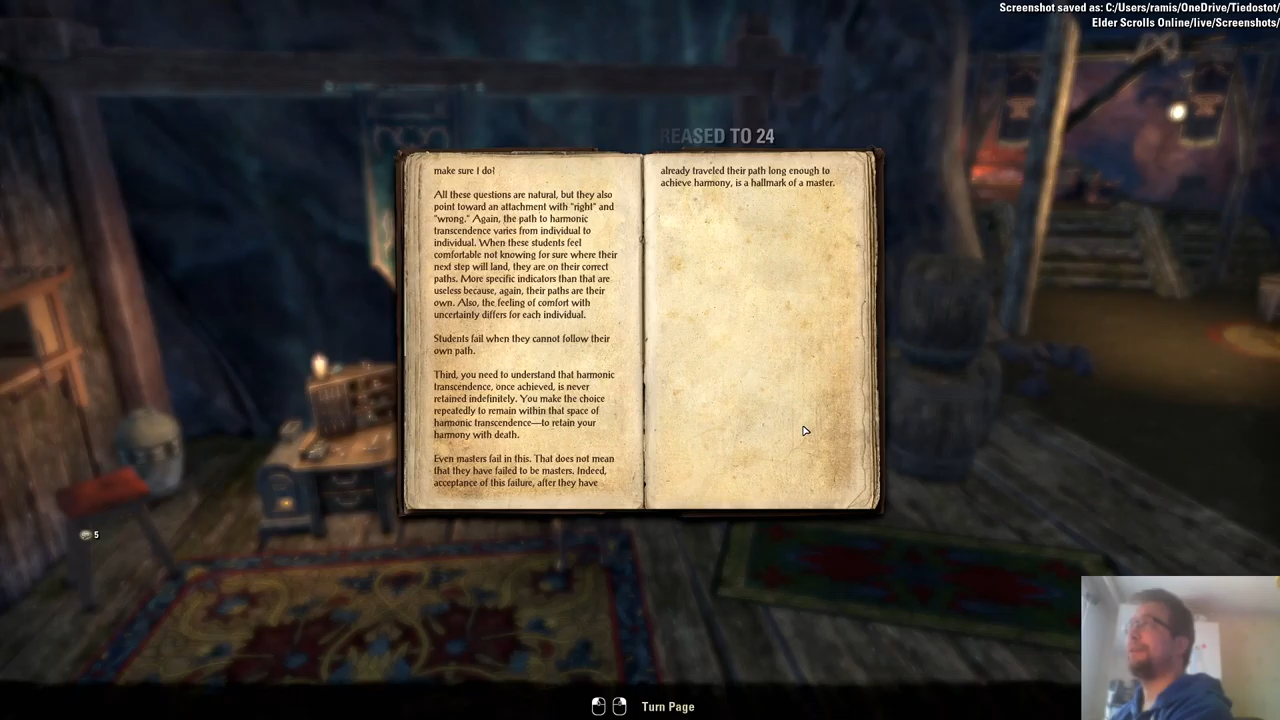 Screenshot saved as: C:/Users/ramis/OneDrive/Tiedostot/
Elder Scrolls Online/live/Screenshots/
REASED TO 24
make sure I do!
All these questions are natural, but they also
point toward an attachment with "right" and
"wrong." Again, the path to harmonic
transcendence varies from individual to
individual. When these students feel
comfortable not knowing for sure where their
next step will land, they are on their correct
paths. More specific indicators than that are
useless because, again, their paths are their
own. Also, the feeling of comfort with
uncertainty differs for each individual.
Students fail when they cannot follow their
own path.
Third, you need to understand that harmonic
transcendence, once achieved, is never
retained indefinitely. You make the choice
repeatedly to remain within that space of
harmonic transcendence—to retain your
harmony with death.
Even masters fail in this. That does not mean
that they have failed to be masters. Indeed,
acceptance of this failure, after they have
already traveled their path long enough to
achieve harmony, is a hallmark of a master.
5
Turn Page